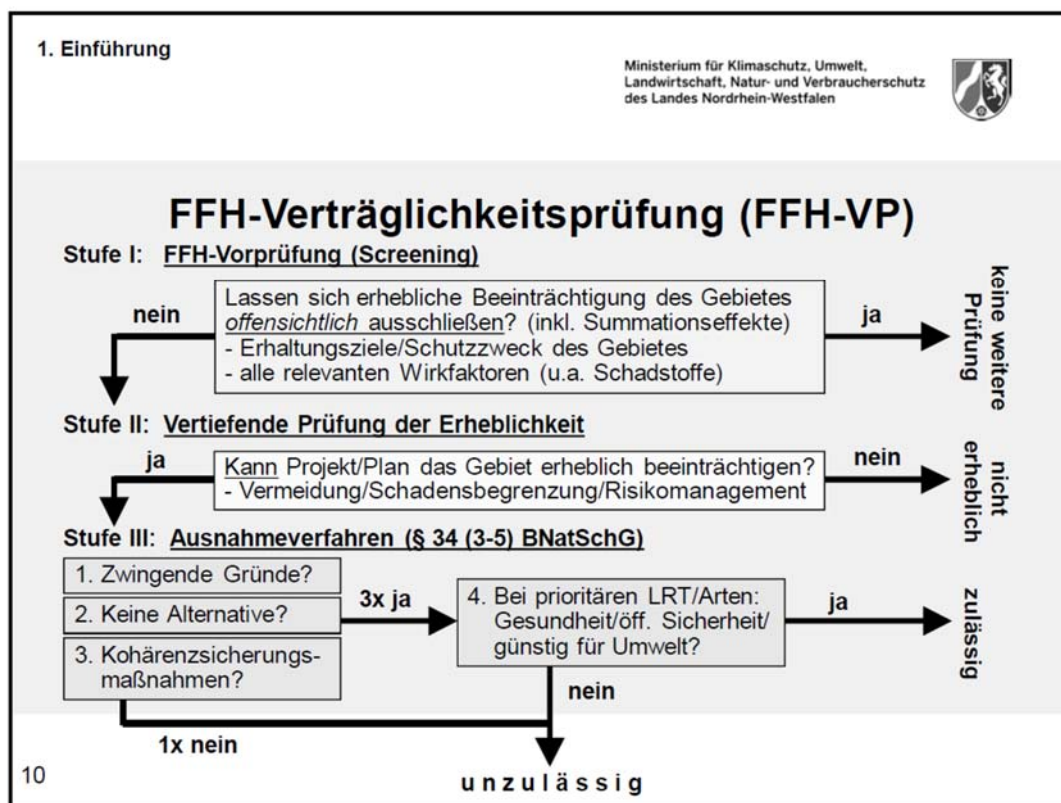 1. Einführung
Ministerium für Klimaschutz, Umwelt,
Landwirtschaft, Natur- und Verbraucherschutz
des Landes Nordrhein-Westfalen
FFH-Verträglichkeitsprüfung (FFH-VP)
Stufe I: FFH-Vorprüfung (Screening)
nein
Lassen sich erhebliche Beeinträchtigung des Gebietes
offensichtlich ausschließen? (inkl. Summationseffekte)
- Erhaltungsziele/Schutzzweck des Gebietes
- alle relevanten Wirkfaktoren (u.a. Schadstoffe)
ja
keine weitere
Prüfung
Stufe II: Vertiefende Prüfung der Erheblichkeit
ja
Kann Projekt/Plan das Gebiet erheblich beeinträchtigen?
- Vermeidung/Schadensbegrenzung/Risikomanagement
nein
nicht
erheblich
Stufe III: Ausnahmeverfahren (§ 34 (3-5) BNatSchG)
1. Zwingende Gründe?
2. Keine Alternative?
3. Kohärenzsicherungs-
maßnahmen?
3x ja
4. Bei prioritären LRT/Arten:
Gesundheit/öff. Sicherheit/
günstig für Umwelt?
ja
zulässig
nein
1x nein
unzulässig
10